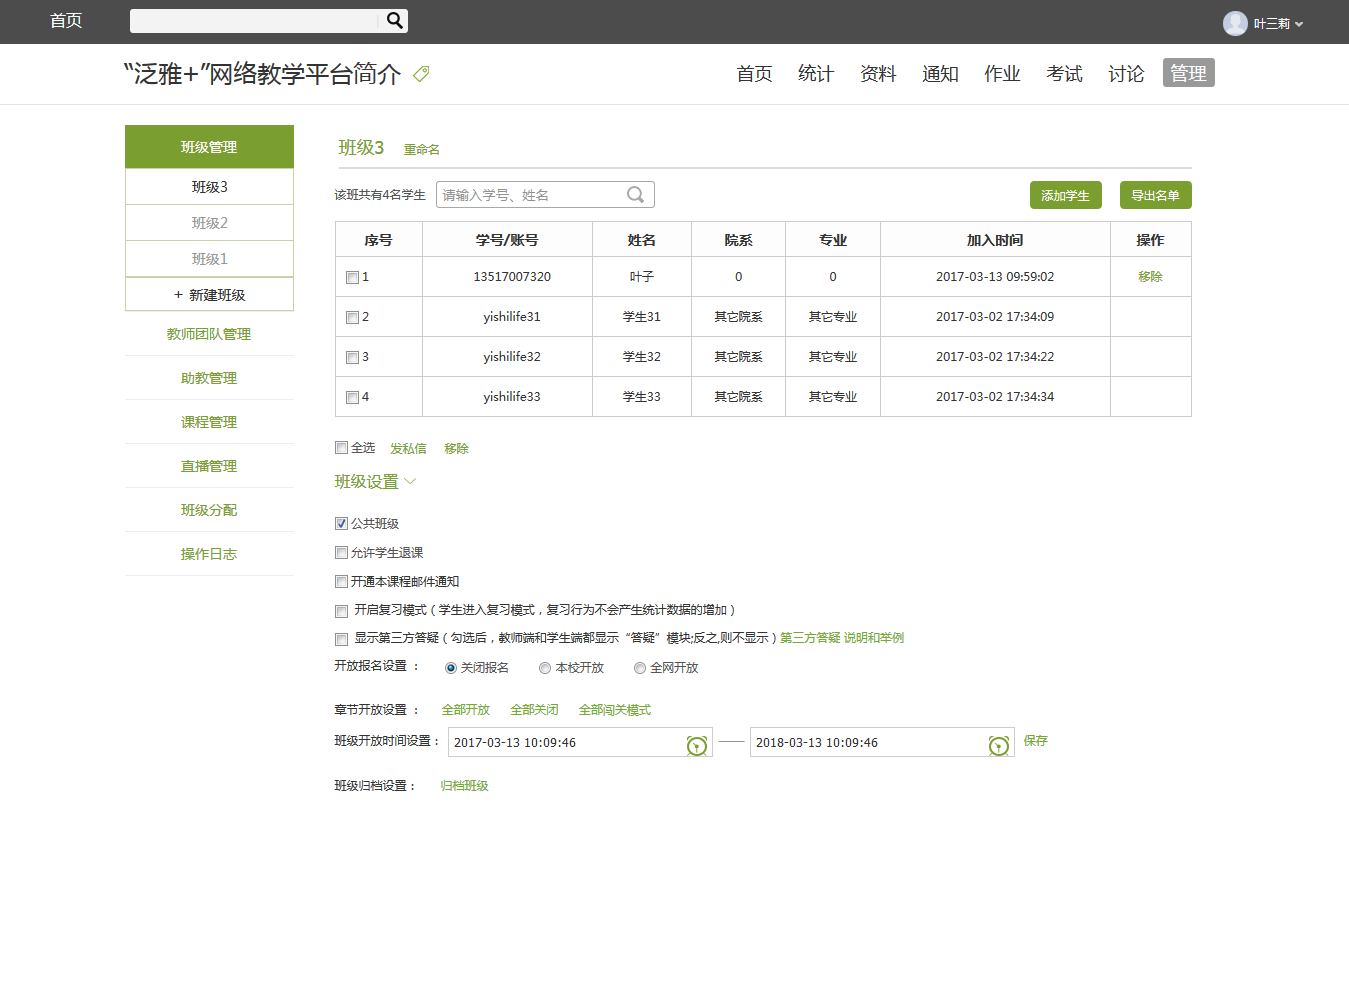 首页
叶三莉
“泛雅+”网络教学平台简介
首页 统计 资料 通知 作业 考试 讨论 管理
班级管理
班级3
班级2
班级1
+ 新建班级
教师团队管理
助教管理
课程管理
直播管理
班级分配
操作日志
班级3 重命名
该班共有4名学生 请输入学号、姓名 添加学生 导出名单
序号 学号/账号 姓名 院系 专业 加入时间 操作
1 13517007320 叶子 0 0 2017-03-13 09:59:02 移除
2 yishilife31 学生31 其它院系 其它专业 2017-03-02 17:34:09
3 yishilife32 学生32 其它院系 其它专业 2017-03-02 17:34:22
4 yishilife33 学生33 其它院系 其它专业 2017-03-02 17:34:34
全选 发私信 移除
班级设置
公共班级
允许学生退课
开通本课程邮件通知
开启复习模式（学生进入复习模式，复习行为不会产生统计数据的增加）
显示第三方答疑（勾选后，教师端和学生端都显示“答疑”模块;反之,则不显示）第三方答疑 说明和举例
开放报名设置： 关闭报名 本校开放 全网开放
章节开放设置： 全部开放 全部关闭 全部闯关模式
班级开放时间设置： 2017-03-13 10:09:46 —— 2018-03-13 10:09:46 保存
班级归档设置： 归档班级